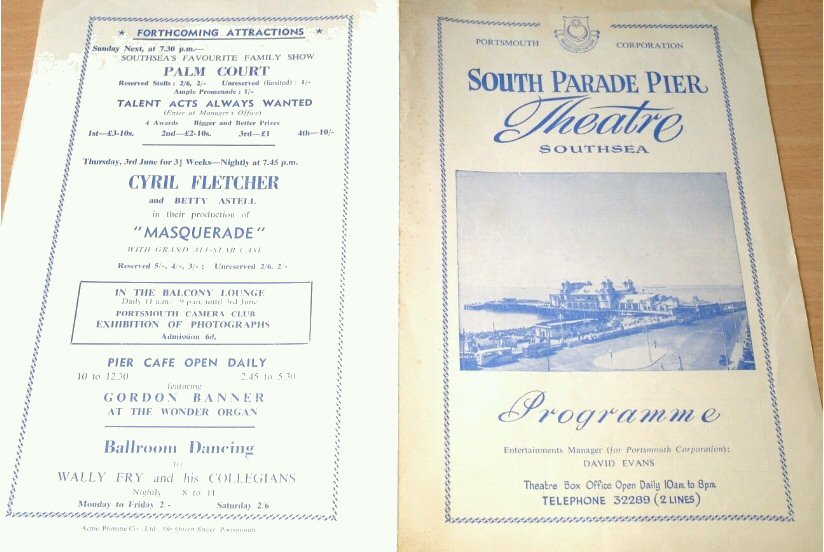 ★ FORTHCOMING ATTRACTIONS ★
Sunday Next, at 7.30 p.m.—
SOUTHSEA'S FAVOURITE FAMILY SHOW
PALM COURT
Reserved Stalls: 2/6, 2/- Unreserved (limited): 1/-
Ample Promenade: 1/-
TALENT ACTS ALWAYS WANTED
(Enter at Manager's Office)
4 Awards Bigger and Better Prizes
1st—£3-10s. 2nd—£2-10s. 3rd—£1 4th—10/-
Thursday, 3rd June for 3½ Weeks—Nightly at 7.45 p.m.
CYRIL FLETCHER
and BETTY ASTELL
in their production of
"MASQUERADE"
WITH GRAND ALL-STAR CAST
Reserved 5/-, 4/-, 3/-: Unreserved 2/6, 2/-
IN THE BALCONY LOUNGE
Daily 11 a.m. 9 p.m. until 3rd June
PORTSMOUTH CAMERA CLUB
EXHIBITION OF PHOTOGRAPHS
Admission 6d.
PIER CAFE OPEN DAILY
10 to 12.30 2.45 to 5.30
featuring
GORDON BANNER
AT THE WONDER ORGAN
Ballroom Dancing
to
WALLY FRY and his COLLEGIANS
Nightly 8 to 11
Monday to Friday 2/- Saturday 2/6
Acme Printing Co., Ltd., Queen Street, Portsmouth
PORTSMOUTH CORPORATION
SOUTH PARADE PIER
Theatre
SOUTHSEA
Programme
Entertainments Manager (for Portsmouth Corporation):
DAVID EVANS
Theatre Box Office Open Daily 10am to 8pm
TELEPHONE 32289 (2 LINES)